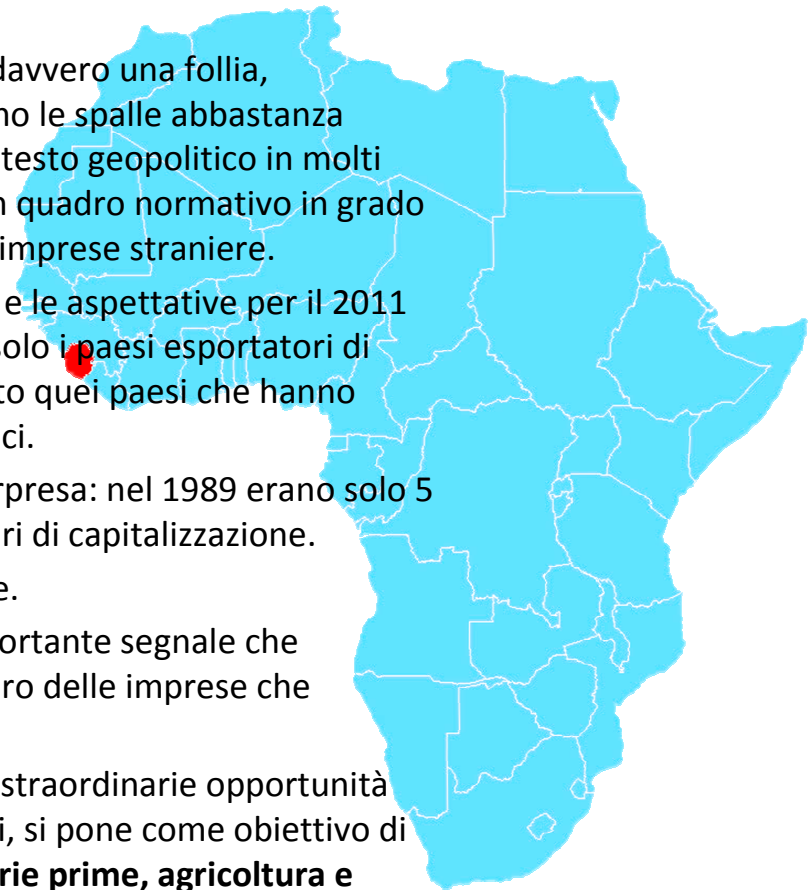 davvero una follia,
no le spalle abbastanza
testo geopolitico in molti
n quadro normativo in grado
imprese straniere.
e le aspettative per il 2011
solo i paesi esportatori di
to quei paesi che hanno
ci.
rpresa: nel 1989 erano solo 5
ri di capitalizzazione.
e.
portante segnale che
ro delle imprese che
straordinarie opportunità
i, si pone come obiettivo di
rie prime, agricoltura e